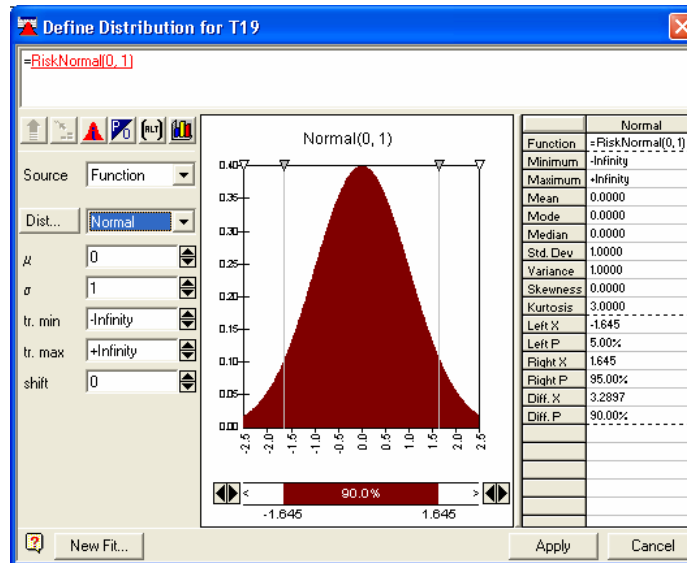 Define Distribution for T19
=RiskNormal(0, 1)
Source Function
Dist... Normal
μ 0
σ 1
tr. min -Infinity
tr. max +Infinity
shift 0
Normal(0, 1)
0.40
0.35
0.30
0.25
0.20
0.15
0.10
0.05
0.00
-2.5 -2.0 -1.5 -1.0 -0.5 0.0 0.5 1.0 1.5 2.0 2.5
< 90.0% >
-1.645 1.645
Normal
Function =RiskNormal(0, 1)
Minimum -Infinity
Maximum +Infinity
Mean 0.0000
Mode 0.0000
Median 0.0000
Std. Dev 1.0000
Variance 1.0000
Skewness 0.0000
Kurtosis 3.0000
Left X -1.645
Left P 5.00%
Right X 1.645
Right P 95.00%
Diff. X 3.2897
Diff. P 90.00%
New Fit... Apply Cancel